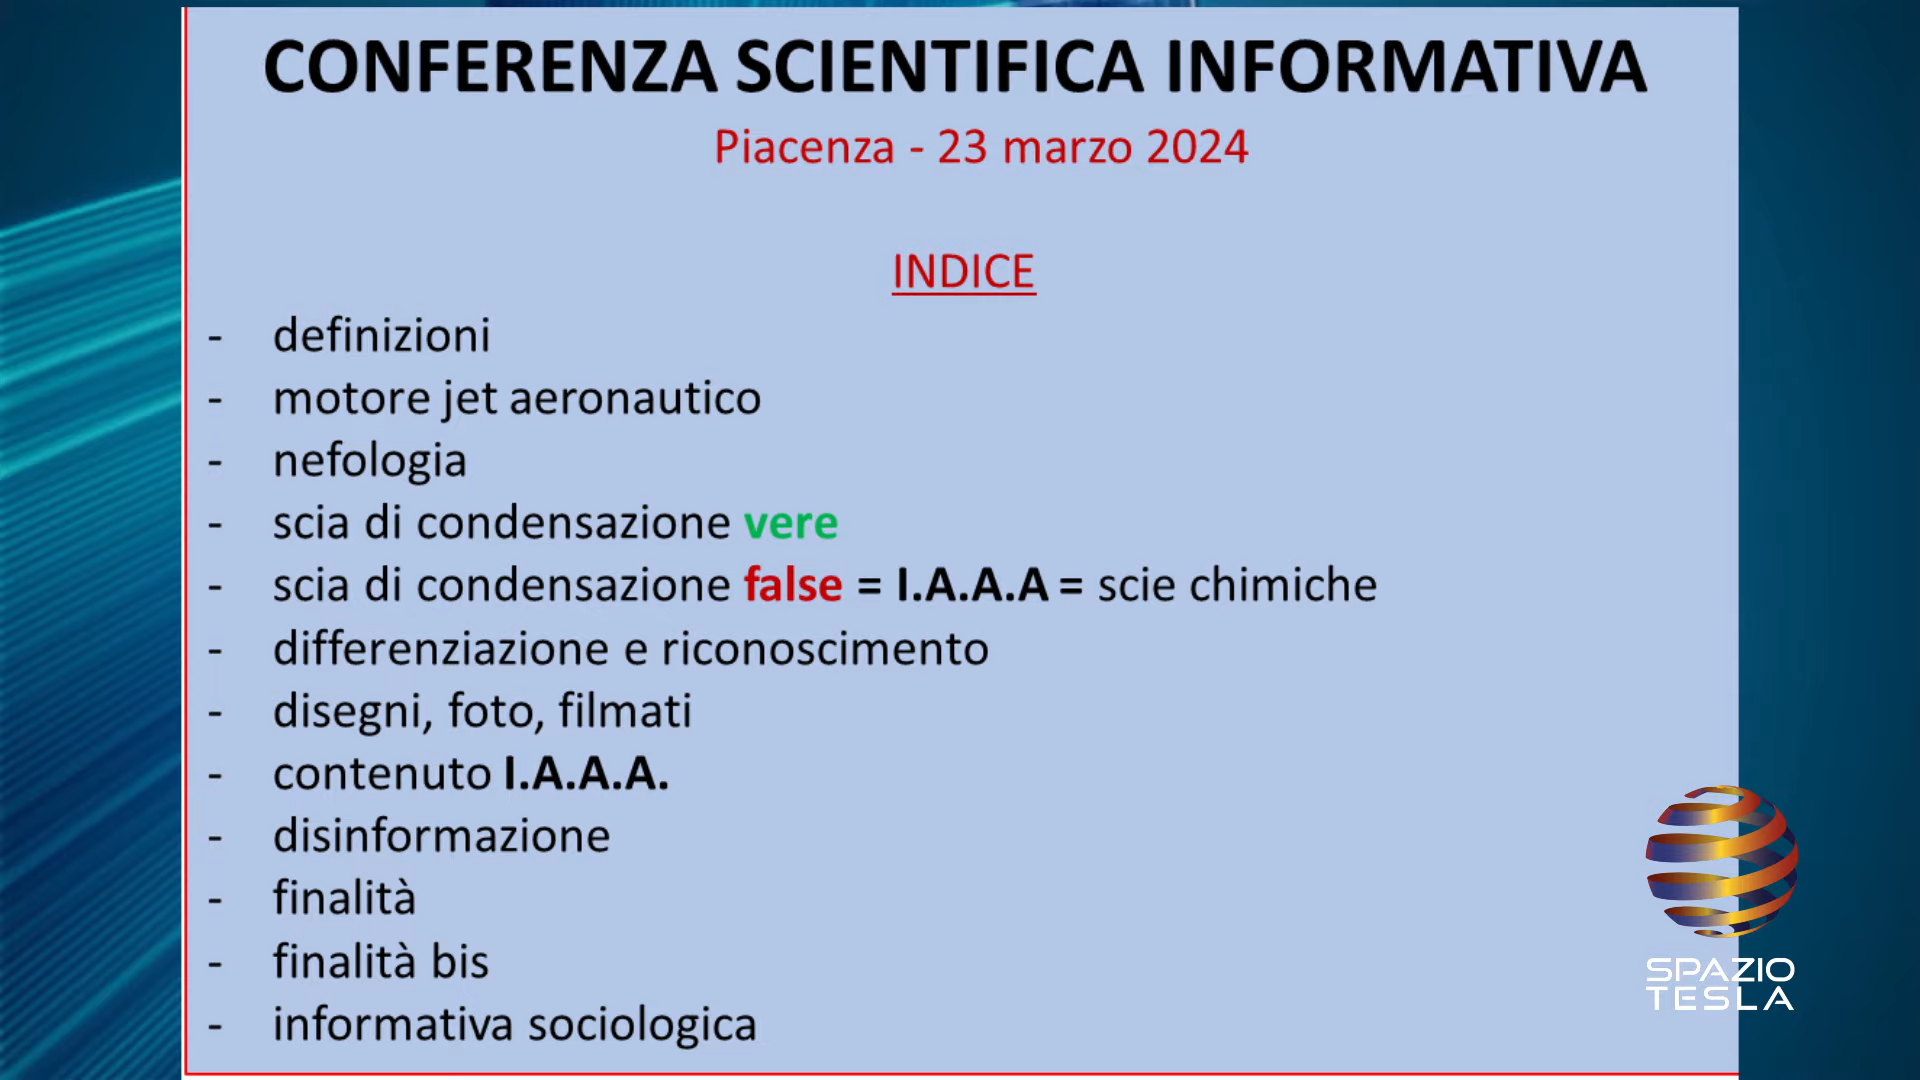 CONFERENZA SCIENTIFICA INFORMATIVA
Piacenza - 23 marzo 2024
INDICE
- definizioni
- motore jet aeronautico
- nefologia
- scia di condensazione vere
- scia di condensazione false = I.A.A.A = scie chimiche
- differenziazione e riconoscimento
- disegni, foto, filmati
- contenuto I.A.A.A.
- disinformazione
- finalità
- finalità bis
- informativa sociologica
SPAZIO
TESLA